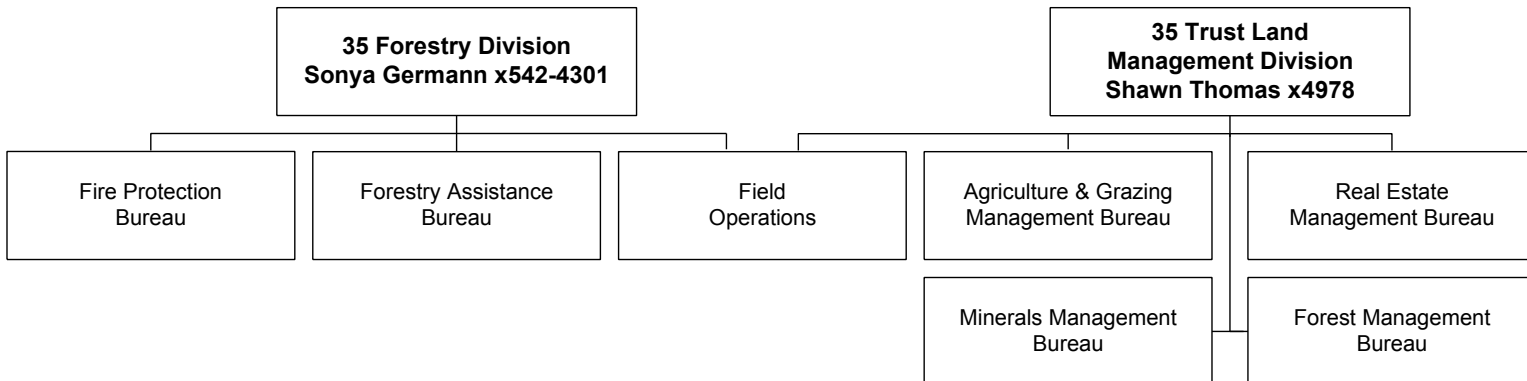 35 Forestry Division
Sonya Germann x542-4301
35 Trust Land
Management Division
Shawn Thomas x4978
Fire Protection
Bureau
Forestry Assistance
Bureau
Field
Operations
Agriculture & Grazing
Management Bureau
Real Estate
Management Bureau
Minerals Management
Bureau
Forest Management
Bureau